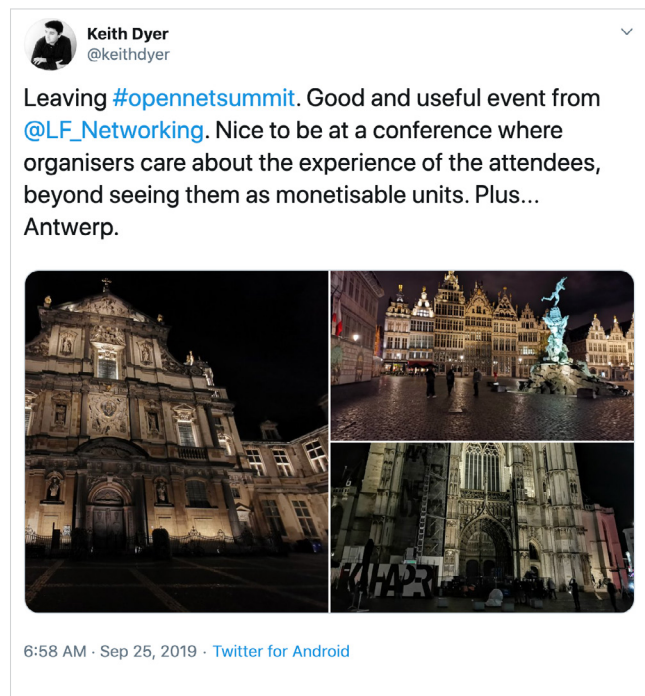 Keith Dyer
@keithdyer
Leaving #opennetsummit. Good and useful event from
@LF_Networking. Nice to be at a conference where
organisers care about the experience of the attendees,
beyond seeing them as monetisable units. Plus...
Antwerp.
6:58 AM · Sep 25, 2019 · Twitter for Android